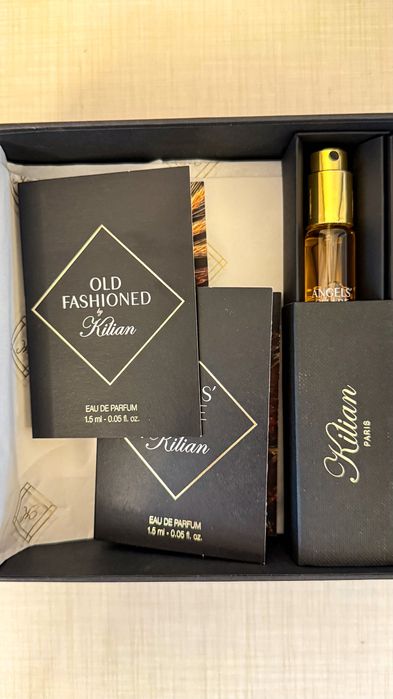 OLD
FASHIONED
by
Kilian
EAU DE PARFUM
1.5 ml - 0.05 fl. oz.
Kilian
EAU DE PARFUM
1.5 ml - 0.05 fl. oz.
ANGELS'
Kilian
PARIS